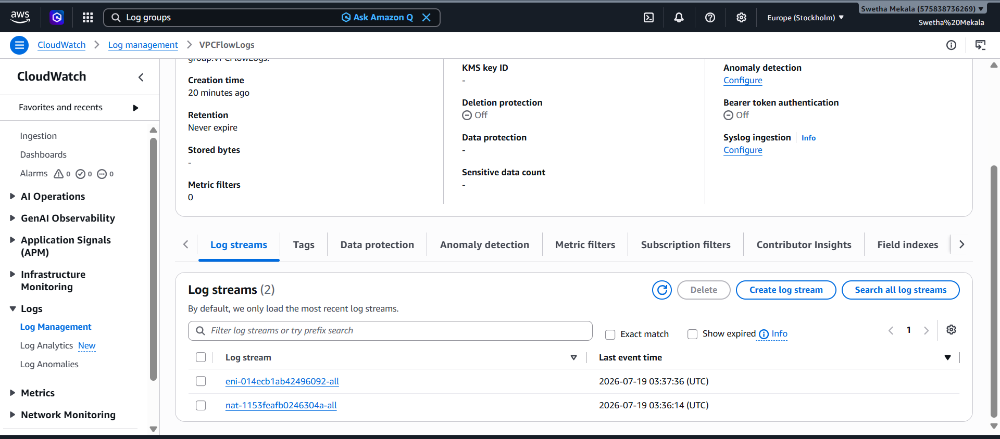 aws
Log groups
Ask Amazon Q
Europe (Stockholm)
Swetha Mekala (575838736269)
Swetha%20Mekala
CloudWatch
Log management
VPCFlowLogs
CloudWatch
Favorites and recents
Ingestion
Dashboards
Alarms 0 0 0
AI Operations
GenAI Observability
Application Signals
(APM)
Infrastructure
Monitoring
Logs
Log Management
Log Analytics New
Log Anomalies
Metrics
Network Monitoring
group:VPCFlowLogs:
Creation time
20 minutes ago
Retention
Never expire
Stored bytes
-
Metric filters
0
KMS key ID
-
Deletion protection
Off
Data protection
-
Sensitive data count
-
Anomaly detection
Configure
Bearer token authentication
Off
Syslog ingestion Info
Configure
Log streams
Tags
Data protection
Anomaly detection
Metric filters
Subscription filters
Contributor Insights
Field indexes
Log streams (2)
Delete
Create log stream
Search all log streams
By default, we only load the most recent log streams.
Filter log streams or try prefix search
Exact match
Show expired Info
1
Log stream
Last event time
eni-014ecb1ab42496092-all
2026-07-19 03:37:36 (UTC)
nat-1153feafb0246304a-all
2026-07-19 03:36:14 (UTC)